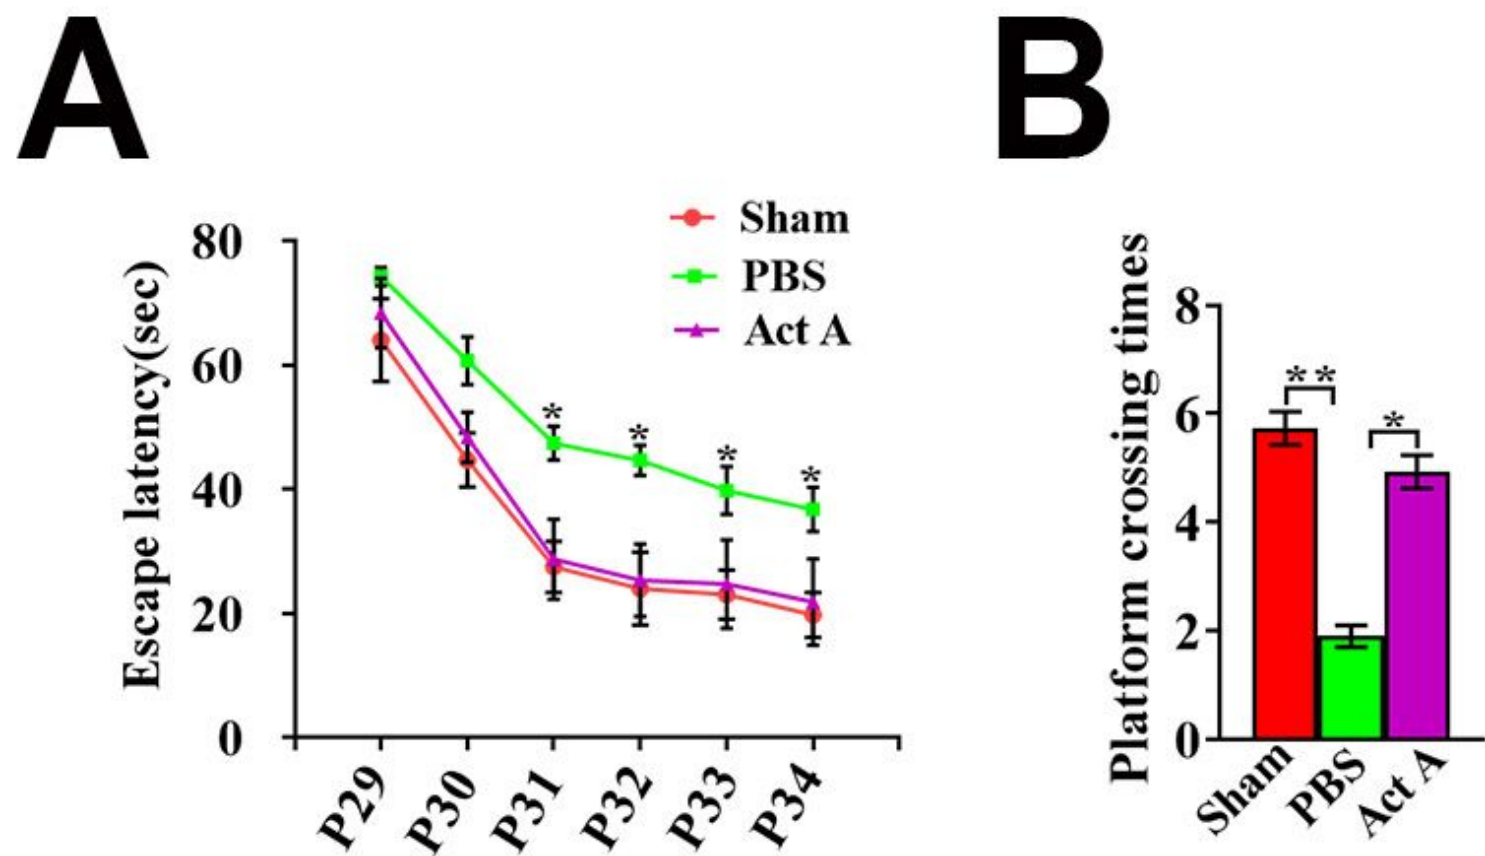 A
B
Sham
PBS
Act A
Escape latency(sec)
80
60
40
20
0
*
*
*
*
P29
P30
P31
P32
P33
P34
Platform crossing times
8
6
4
2
0
**
*
Sham
PBS
Act A